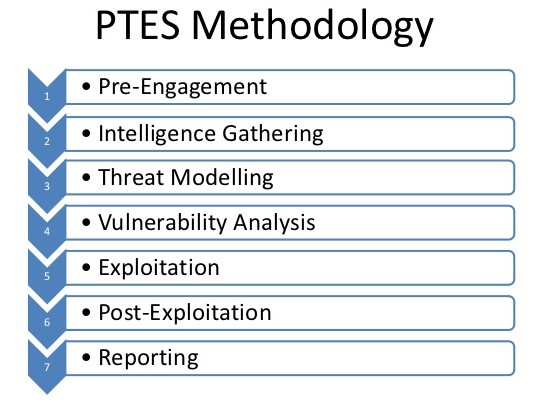 PTES Methodology
1 • Pre-Engagement
2 • Intelligence Gathering
3 • Threat Modelling
4 • Vulnerability Analysis
5 • Exploitation
6 • Post-Exploitation
7 • Reporting